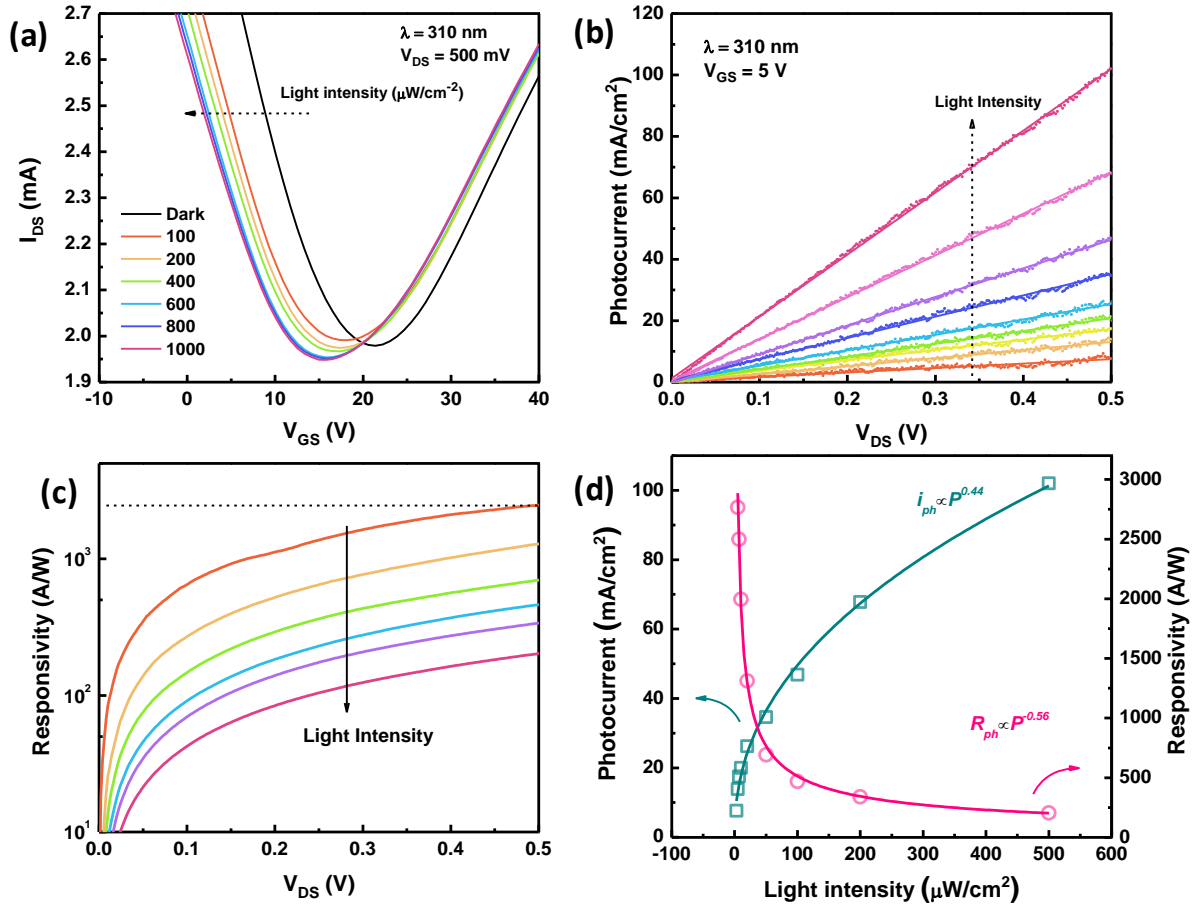 (a)
λ = 310 nm
V_DS = 500 mV
Light intensity (μW/cm⁻²)
Dark
100
200
400
600
800
1000
I_DS (mA)
2.7
2.6
2.5
2.4
2.3
2.2
2.1
2.0
1.9
-10 0 10 20 30 40
V_GS (V)
(b)
λ = 310 nm
V_GS = 5 V
Light Intensity
Photocurrent (mA/cm²)
120
100
80
60
40
20
0
0.0 0.1 0.2 0.3 0.4 0.5
V_DS (V)
(c)
Light Intensity
Responsivity (A/W)
10³
10²
10¹
0.0 0.1 0.2 0.3 0.4 0.5
V_DS (V)
(d)
i_ph∝P^0.44
R_ph∝P^-0.56
Photocurrent (mA/cm²)
100
80
60
40
20
0
Responsivity (A/W)
3000
2500
2000
1500
1000
500
0
-100 0 100 200 300 400 500 600
Light intensity (μW/cm²)